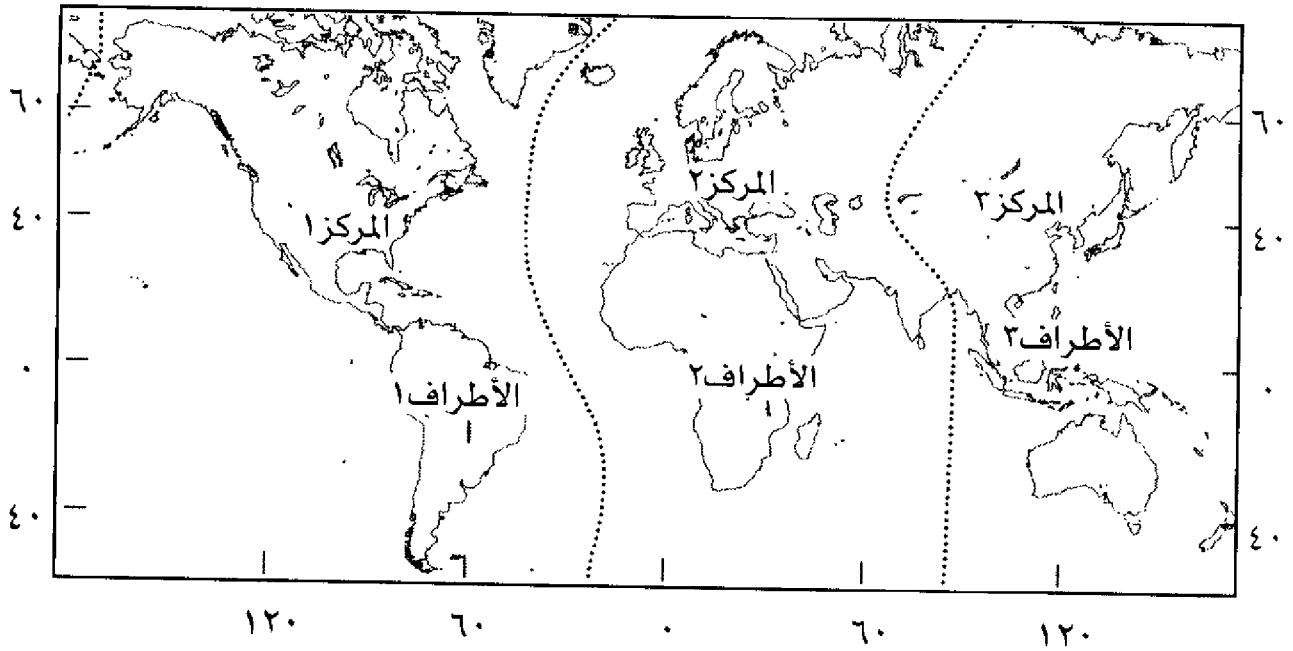 ٦٠
٦٠
المركز٢
المركز٣
٤٠
المركز١
٤٠
الأطراف٣
٠
الأطراف٢
٠
الأطراف١
٤٠
٤٠
١٢٠
٦٠
٠
٦٠
١٢٠